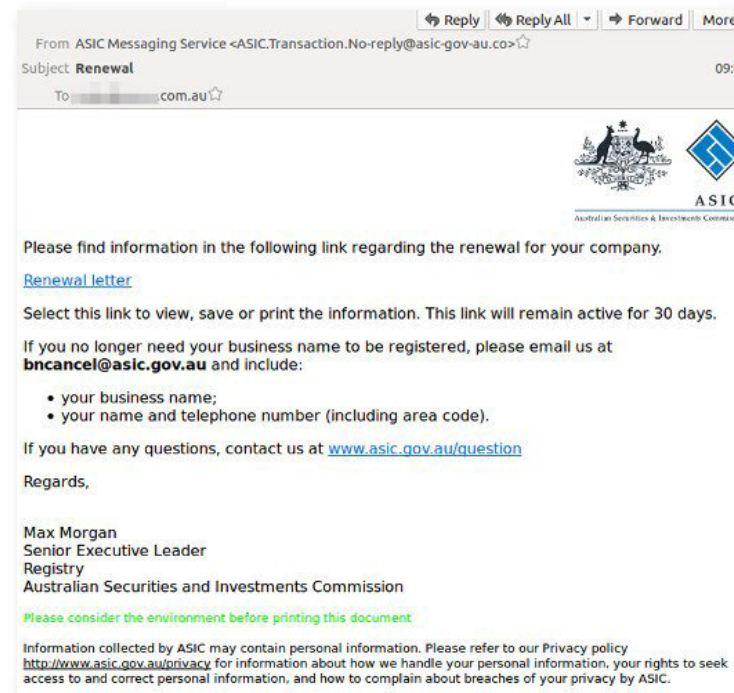 Reply Reply All Forward More
From ASIC Messaging Service <ASIC.Transaction.No-reply@asic-gov-au.co>
Subject Renewal 09:
To .com.au
ASIC
Australian Securities & Investments Commis
Please find information in the following link regarding the renewal for your company.
Renewal letter
Select this link to view, save or print the information. This link will remain active for 30 days.
If you no longer need your business name to be registered, please email us at
bncancel@asic.gov.au and include:
• your business name;
• your name and telephone number (including area code).
If you have any questions, contact us at www.asic.gov.au/question
Regards,
Max Morgan
Senior Executive Leader
Registry
Australian Securities and Investments Commission
Please consider the environment before printing this document
Information collected by ASIC may contain personal information. Please refer to our Privacy policy
http://www.asic.gov.au/privacy for information about how we handle your personal information, your rights to seek
access to and correct personal information, and how to complain about breaches of your privacy by ASIC.